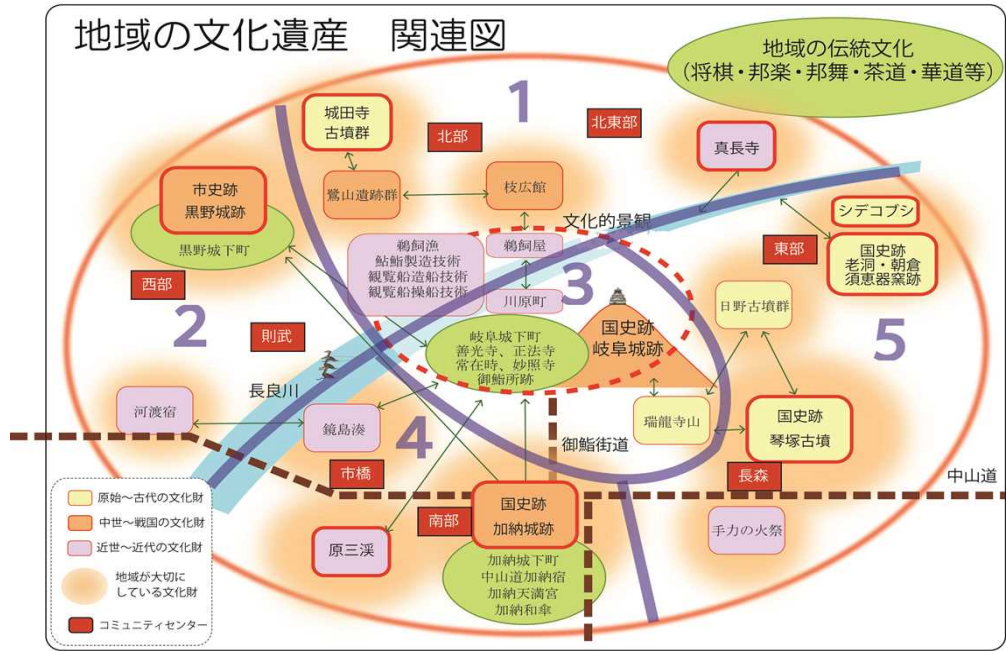 地域の文化遺産　関連図
地域の伝統文化
（将棋・邦楽・邦舞・茶道・華道等）
1
城田寺
古墳群
北部
北東部
真長寺
市史跡
黒野城跡
黒野城下町
鷺山遺跡群
枝広館
文化的景観
シデコブシ
国史跡
老洞・朝倉
須恵器窯跡
東部
西部
2
鵜飼漁
鮎鮨製造技術
観覧船造船技術
観覧船操船技術
鵜飼屋
川原町
3
国史跡
岐阜城跡
日野古墳群
5
則武
長良川
岐阜城下町
善光寺、正法寺
常在時、妙照寺
御鮨所跡
河渡宿
鏡島湊
4
瑞龍寺山
国史跡
琴塚古墳
御鮨街道
市橋
長森
中山道
南部
国史跡
加納城跡
原三渓
手力の火祭
加納城下町
中山道加納宿
加納天満宮
加納和傘
原始〜古代の文化財
中世〜戦国の文化財
近世〜近代の文化財
地域が大切に
している文化財
コミュニティセンター